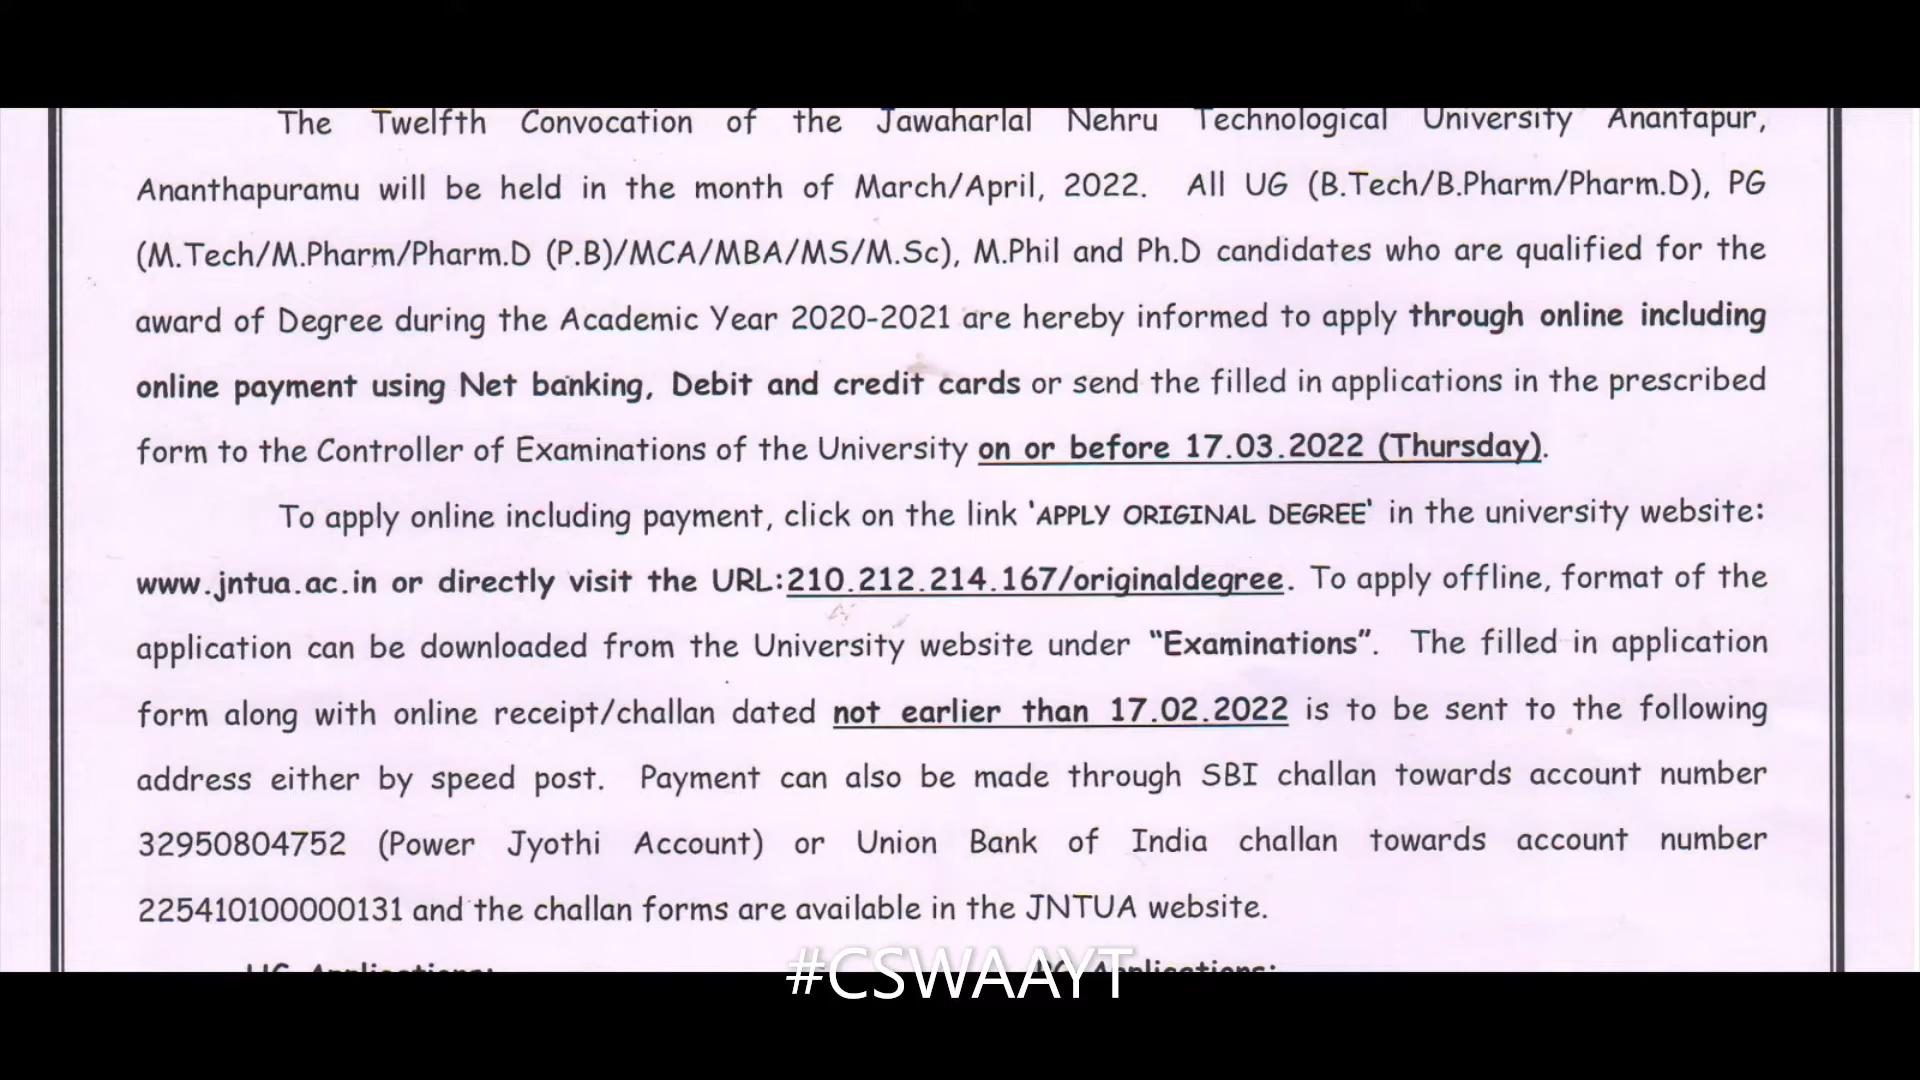 The Twelfth Convocation of the Jawaharlal Nehru Technological University Anantapur,
Ananthapuramu will be held in the month of March/April, 2022. All UG (B.Tech/B.Pharm/Pharm.D), PG
(M.Tech/M.Pharm/Pharm.D (P.B)/MCA/MBA/MS/M.Sc), M.Phil and Ph.D candidates who are qualified for the
award of Degree during the Academic Year 2020-2021 are hereby informed to apply through online including
online payment using Net banking, Debit and credit cards or send the filled in applications in the prescribed
form to the Controller of Examinations of the University on or before 17.03.2022 (Thursday).
To apply online including payment, click on the link 'APPLY ORIGINAL DEGREE' in the university website:
www.jntua.ac.in or directly visit the URL:210.212.214.167/originaldegree. To apply offline, format of the
application can be downloaded from the University website under "Examinations". The filled in application
form along with online receipt/challan dated not earlier than 17.02.2022 is to be sent to the following
address either by speed post. Payment can also be made through SBI challan towards account number
32950804752 (Power Jyothi Account) or Union Bank of India challan towards account number
225410100000131 and the challan forms are available in the JNTUA website.
UG Applications: PG Applications:
#CSWAAYT